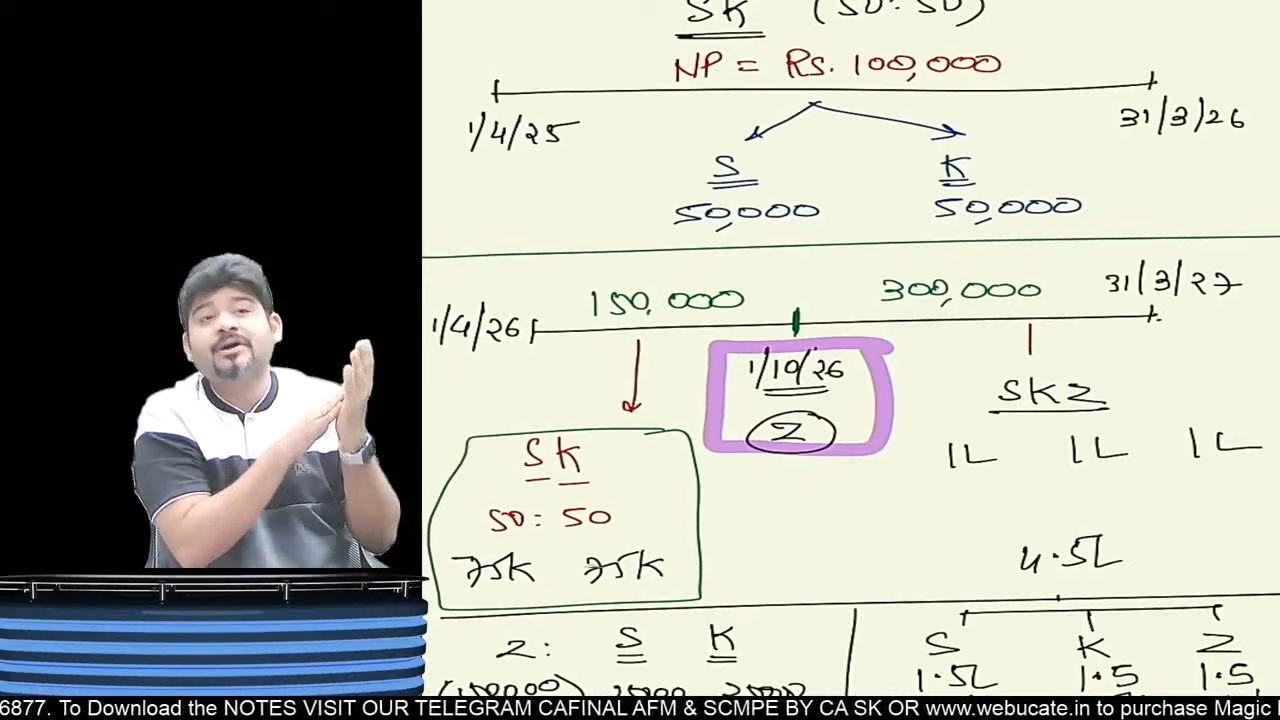 SK (50:50)
NP = Rs. 100,000
1/4/25
31/3/26
S K
50,000 50,000
1/4/26
150,000
300,000
31/3/27
1/10/26
Z
SKZ
1L 1L 1L
SK
50:50
75K 75K
4.5L
Z: S K
S K Z
1.5L 1.5 1.5
6877. To Download the NOTES VISIT OUR TELEGRAM CAFINAL AFM & SCMPE BY CA SK OR www.webucate.in to purchase Magic